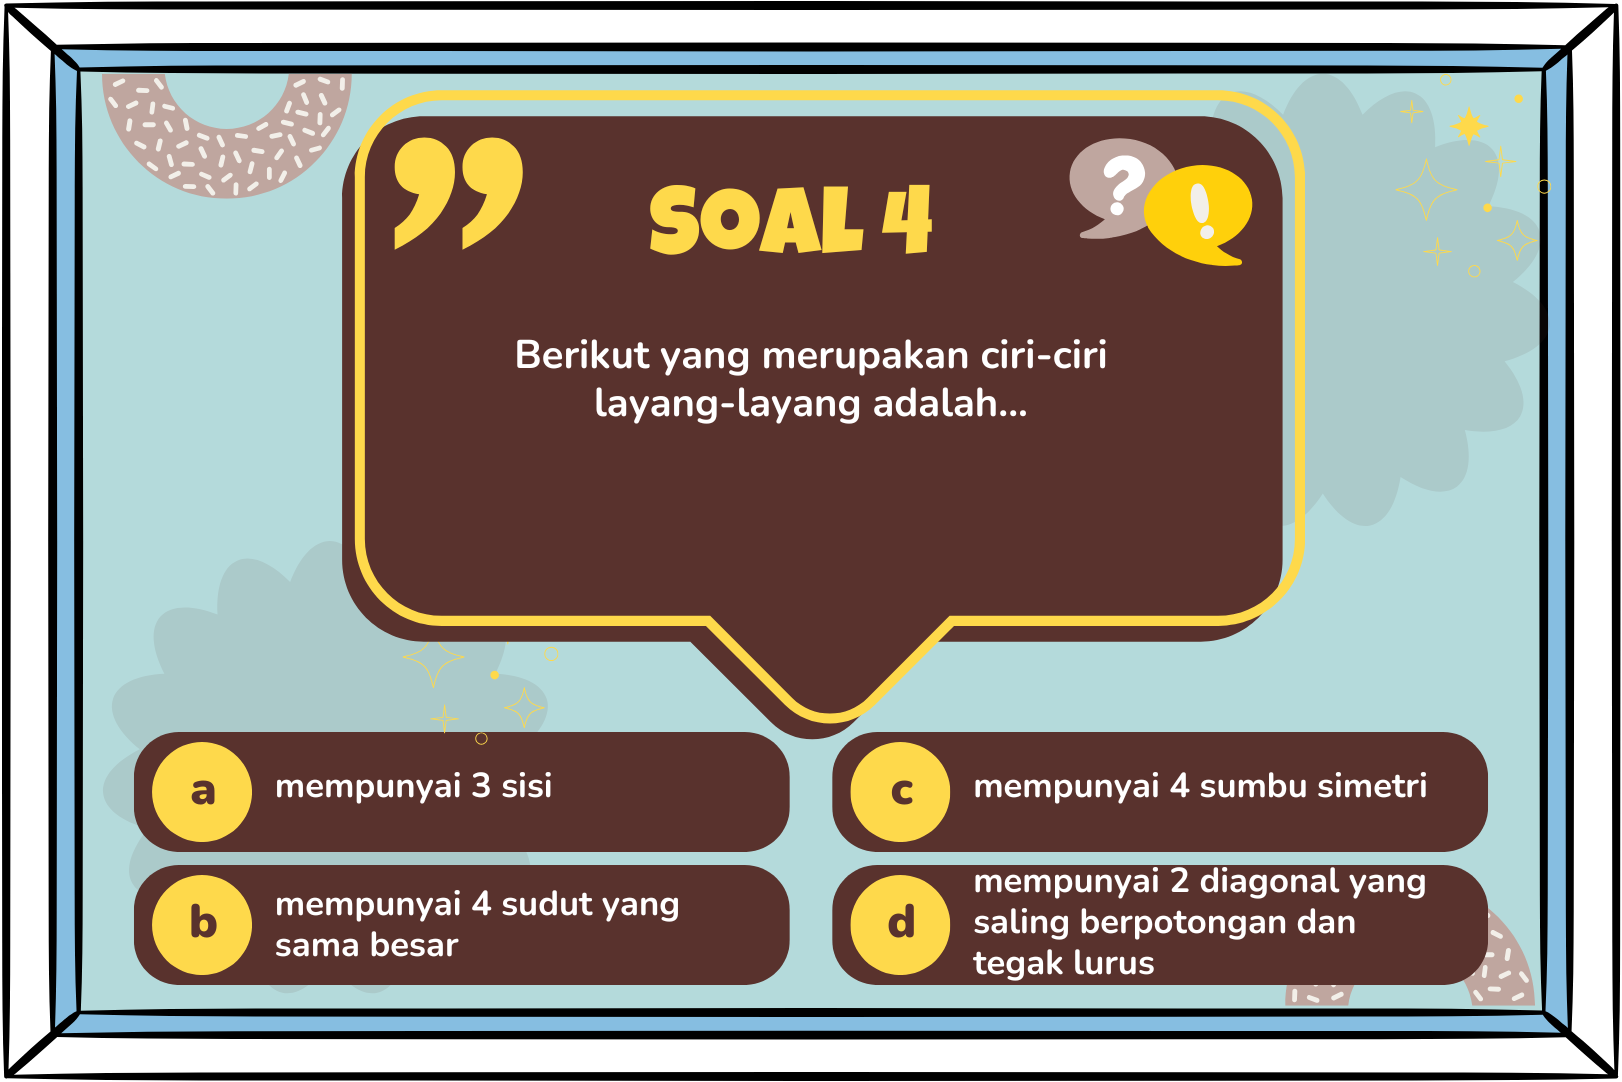 SOAL 4
Berikut yang merupakan ciri-ciri
layang-layang adalah...
a
mempunyai 3 sisi
b
mempunyai 4 sudut yang
sama besar
c
mempunyai 4 sumbu simetri
d
mempunyai 2 diagonal yang
saling berpotongan dan
tegak lurus